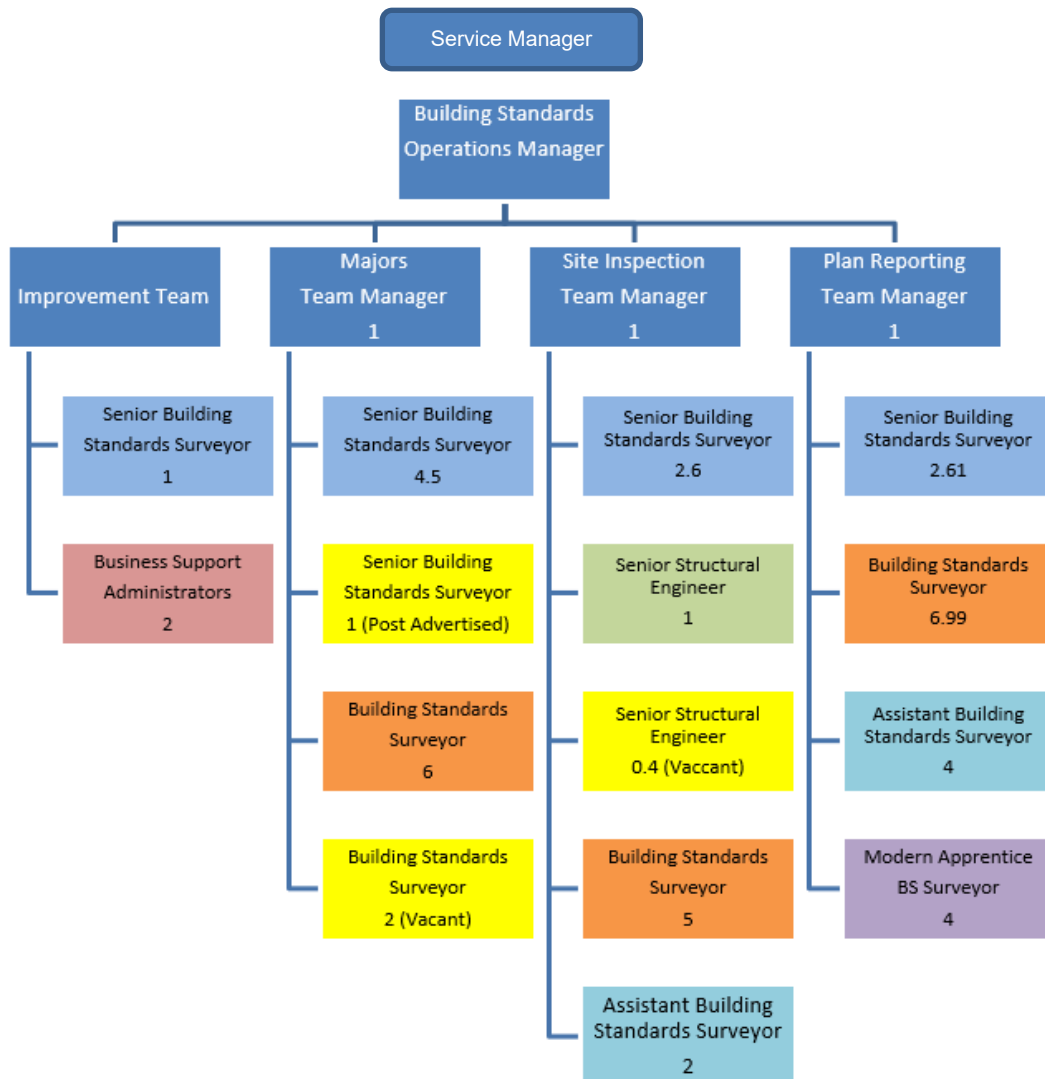 Service Manager
Building Standards
Operations Manager
Improvement Team
Majors
Team Manager
1
Site Inspection
Team Manager
1
Plan Reporting
Team Manager
1
Senior Building
Standards Surveyor
1
Business Support
Administrators
2
Senior Building
Standards Surveyor
4.5
Senior Building
Standards Surveyor
1 (Post Advertised)
Building Standards
Surveyor
6
Building Standards
Surveyor
2 (Vacant)
Senior Building
Standards Surveyor
2.6
Senior Structural
Engineer
1
Senior Structural
Engineer
0.4 (Vaccant)
Building Standards
Surveyor
5
Assistant Building
Standards Surveyor
2
Senior Building
Standards Surveyor
2.61
Building Standards
Surveyor
6.99
Assistant Building
Standards Surveyor
4
Modern Apprentice
BS Surveyor
4